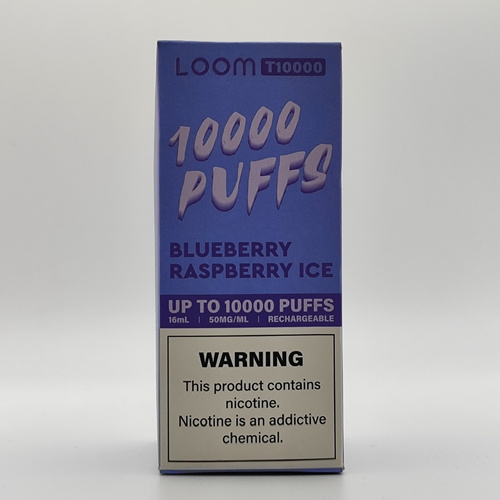 LOOM T10000
10000
PUFFS
BLUEBERRY
RASPBERRY ICE
UP TO 10000 PUFFS
16mL | 50MG/ML | RECHARGEABLE
WARNING
This product contains
nicotine.
Nicotine is an addictive
chemical.